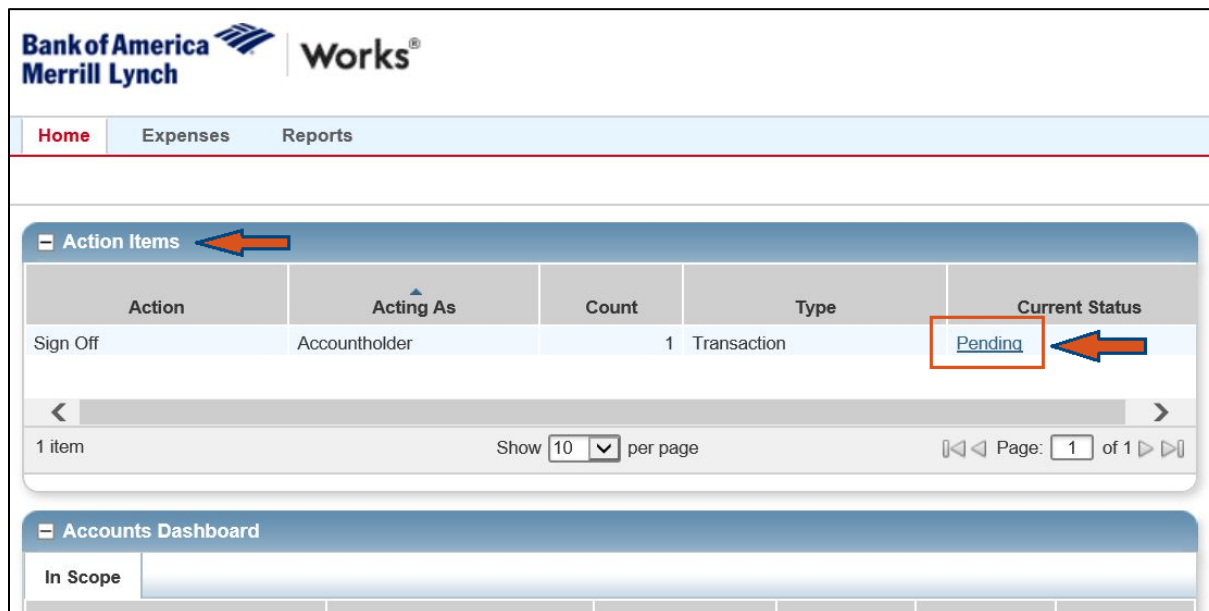 Bank of America
Merrill Lynch
Works®
Home Expenses Reports
Action Items
Action Acting As Count Type Current Status
Sign Off Accountholder 1 Transaction Pending
1 item Show 10 per page Page: 1 of 1
Accounts Dashboard
In Scope